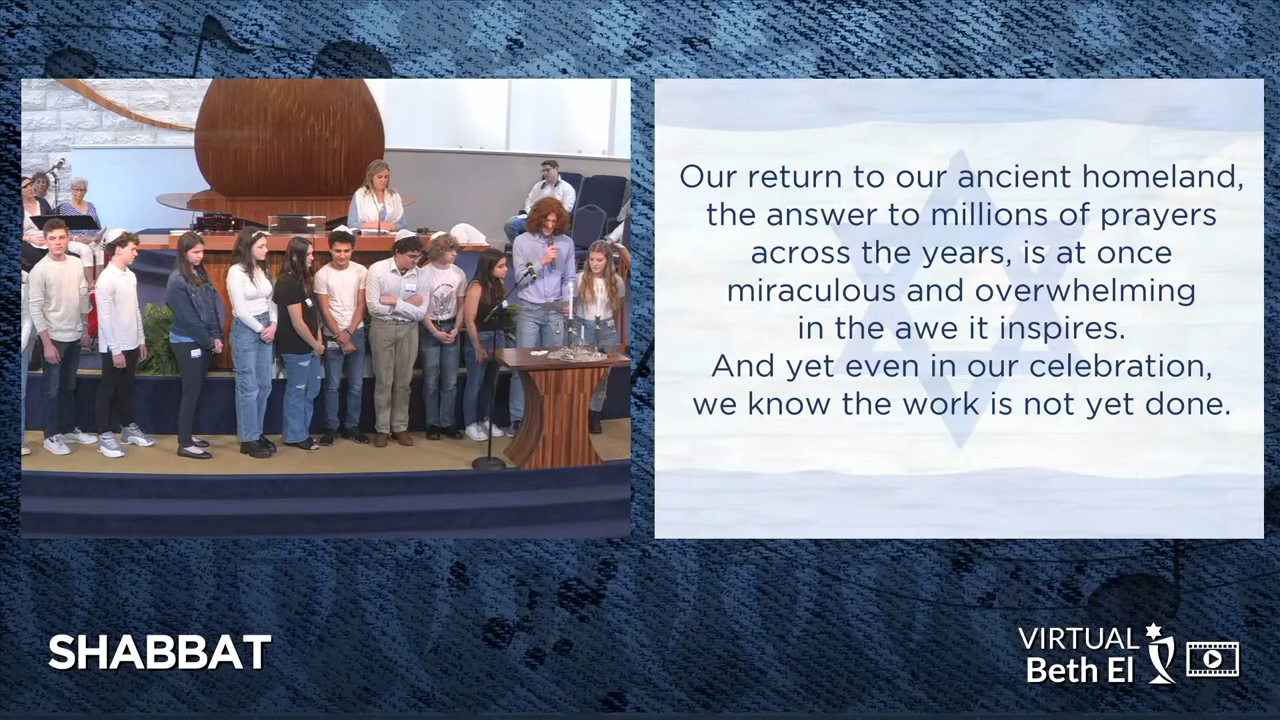 Our return to our ancient homeland,
the answer to millions of prayers
across the years, is at once
miraculous and overwhelming
in the awe it inspires.
And yet even in our celebration,
we know the work is not yet done.
SHABBAT
VIRTUAL
Beth El